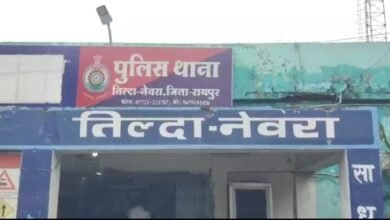 पुलिस थाना
तिल्दा-नेवरा, जिला-रायपुर
तिल्दा-नेवरा
सा
ध